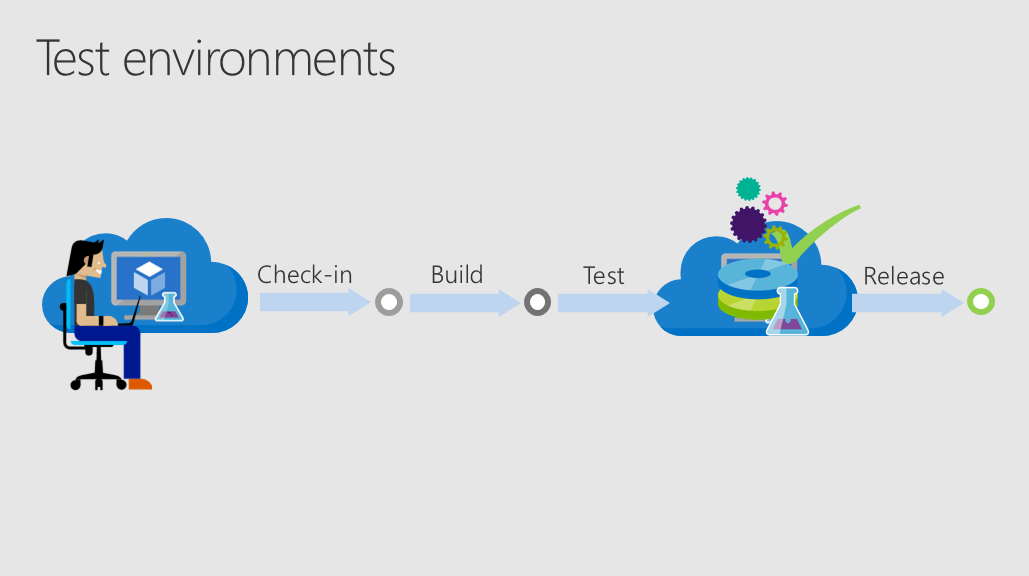 Test environments
Check-in
Build
Test
Release